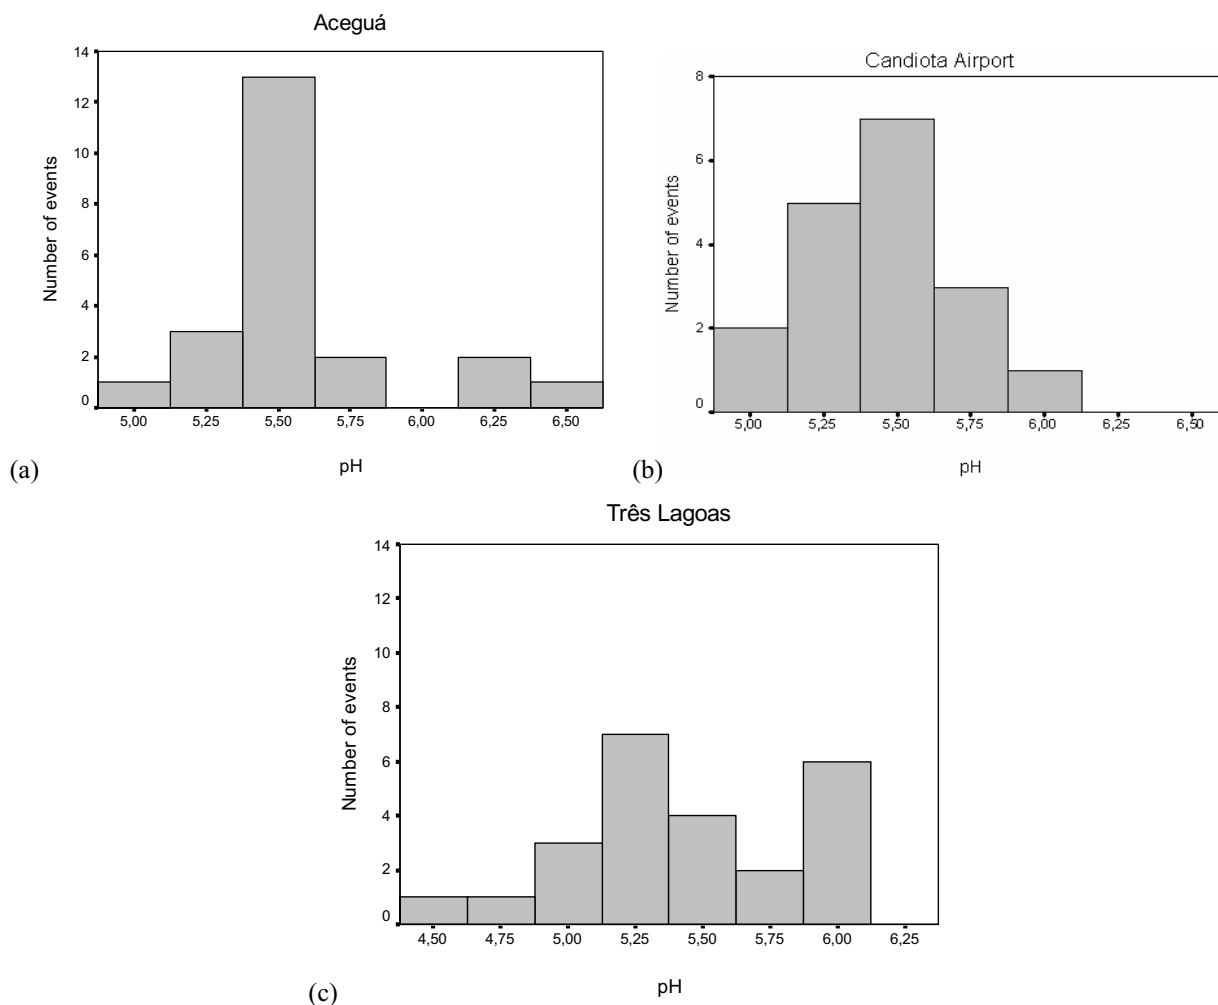 Aceguá
14
12
10
8
6
4
2
0
Number of events
5,00 5,25 5,50 5,75 6,00 6,25 6,50
pH
(a)
Candiota Airport
8
6
4
2
0
Number of events
5,00 5,25 5,50 5,75 6,00 6,25 6,50
pH
(b)
Três Lagoas
14
12
10
8
6
4
2
0
Number of events
4,50 4,75 5,00 5,25 5,50 5,75 6,00 6,25
pH
(c)